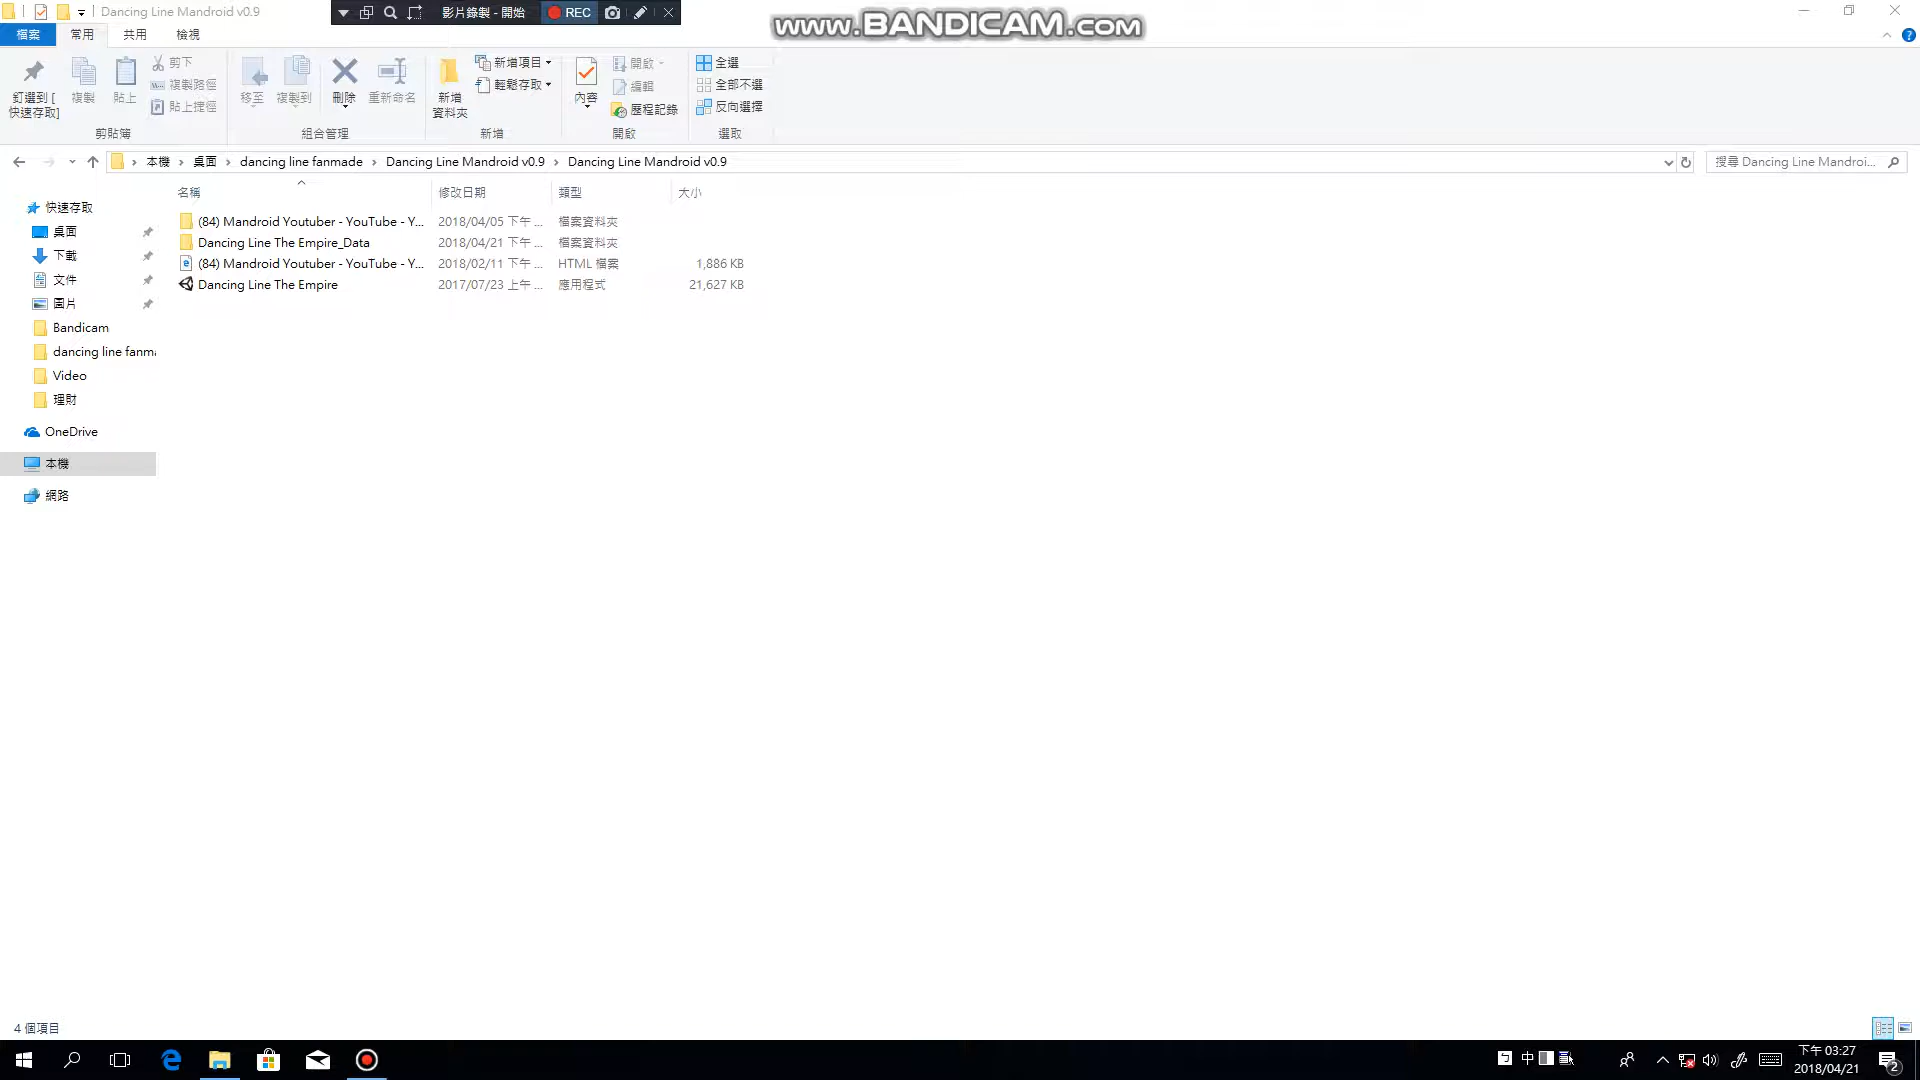 Dancing Line Mandroid v0.9
影片錄製 - 開始
REC
www.BANDICAM.com
檔案
常用
共用
檢視
釘選到 [
快速存取]
複製
貼上
剪下
複製路徑
貼上捷徑
剪貼簿
移至
複製到
刪除
重新命名
組合管理
新增
資料夾
新增項目
輕鬆存取
新增
內容
開啟
編輯
歷程記錄
開啟
全選
全部不選
反向選擇
選取
本機 › 桌面 › dancing line fanmade › Dancing Line Mandroid v0.9 › Dancing Line Mandroid v0.9
搜尋 Dancing Line Mandroi...
名稱 修改日期 類型 大小
(84) Mandroid Youtuber - YouTube - Y... 2018/04/05 下午 ... 檔案資料夾
Dancing Line The Empire_Data 2018/04/21 下午 ... 檔案資料夾
(84) Mandroid Youtuber - YouTube - Y... 2018/02/11 下午 ... HTML 檔案 1,886 KB
Dancing Line The Empire 2017/07/23 上午 ... 應用程式 21,627 KB
快速存取
桌面
下載
文件
圖片
Bandicam
dancing line fanma
Video
理財
OneDrive
本機
網路
4 個項目
中
下午 03:27
2018/04/21
2